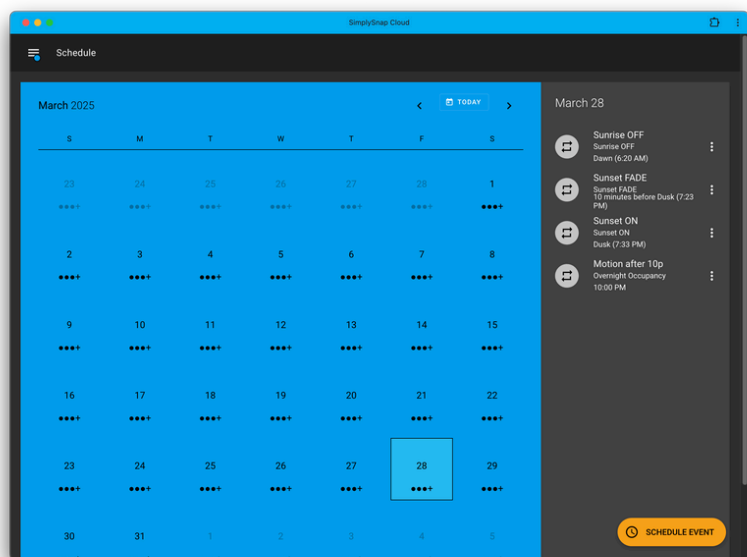 SimplySnap Cloud
Schedule
March 2025
TODAY
S M T W T F S
23 24 25 26 27 28 1
2 3 4 5 6 7 8
9 10 11 12 13 14 15
16 17 18 19 20 21 22
23 24 25 26 27 28 29
30 31 1 2 3 4 5
March 28
Sunrise OFF
Sunrise OFF
Dawn (6:20 AM)
Sunset FADE
Sunset FADE
10 minutes before Dusk (7:23
PM)
Sunset ON
Sunset ON
Dusk (7:33 PM)
Motion after 10p
Overnight Occupancy
10:00 PM
SCHEDULE EVENT